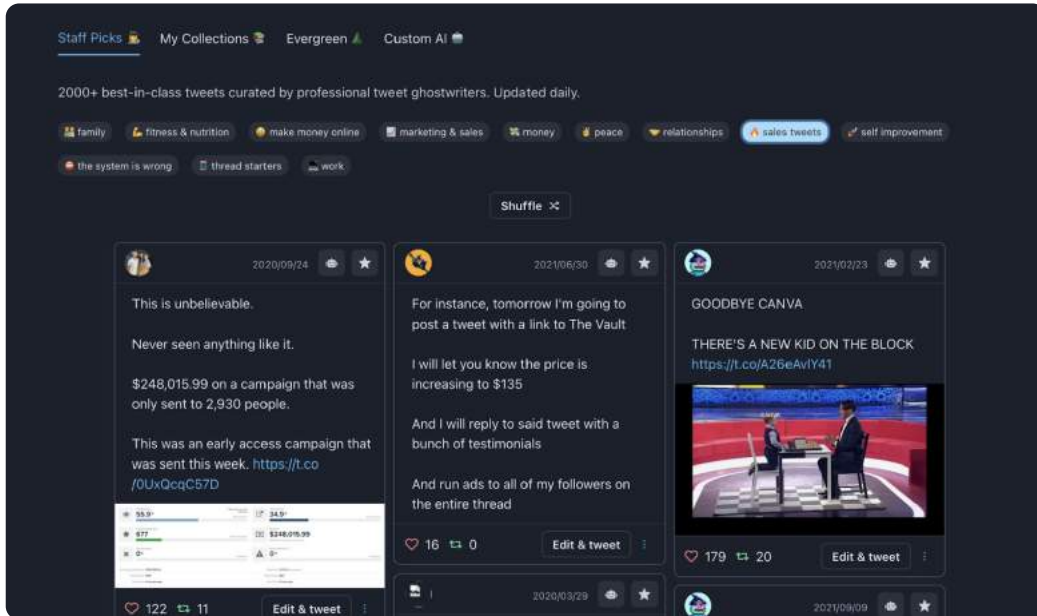 Staff Picks
My Collections
Evergreen
Custom AI
2000+ best-in-class tweets curated by professional tweet ghostwriters. Updated daily.
family
fitness & nutrition
make money online
marketing & sales
money
peace
relationships
sales tweets
self improvement
the system is wrong
thread starters
work
Shuffle
2020/09/24
This is unbelievable.
Never seen anything like it.
$248,015.99 on a campaign that was
only sent to 2,930 people.
This was an early access campaign that
was sent this week. https://t.co
/0UxQcqC57D
55.9%
34.9%
677
$248,015.99
122
11
Edit & tweet
2021/06/30
For instance, tomorrow I'm going to
post a tweet with a link to The Vault
I will let you know the price is
increasing to $135
And I will reply to said tweet with a
bunch of testimonials
And run ads to all of my followers on
the entire thread
16
0
Edit & tweet
2020/03/29
2021/02/23
GOODBYE CANVA
THERE'S A NEW KID ON THE BLOCK
https://t.co/A26eAvlY41
179
20
Edit & tweet
2021/09/09